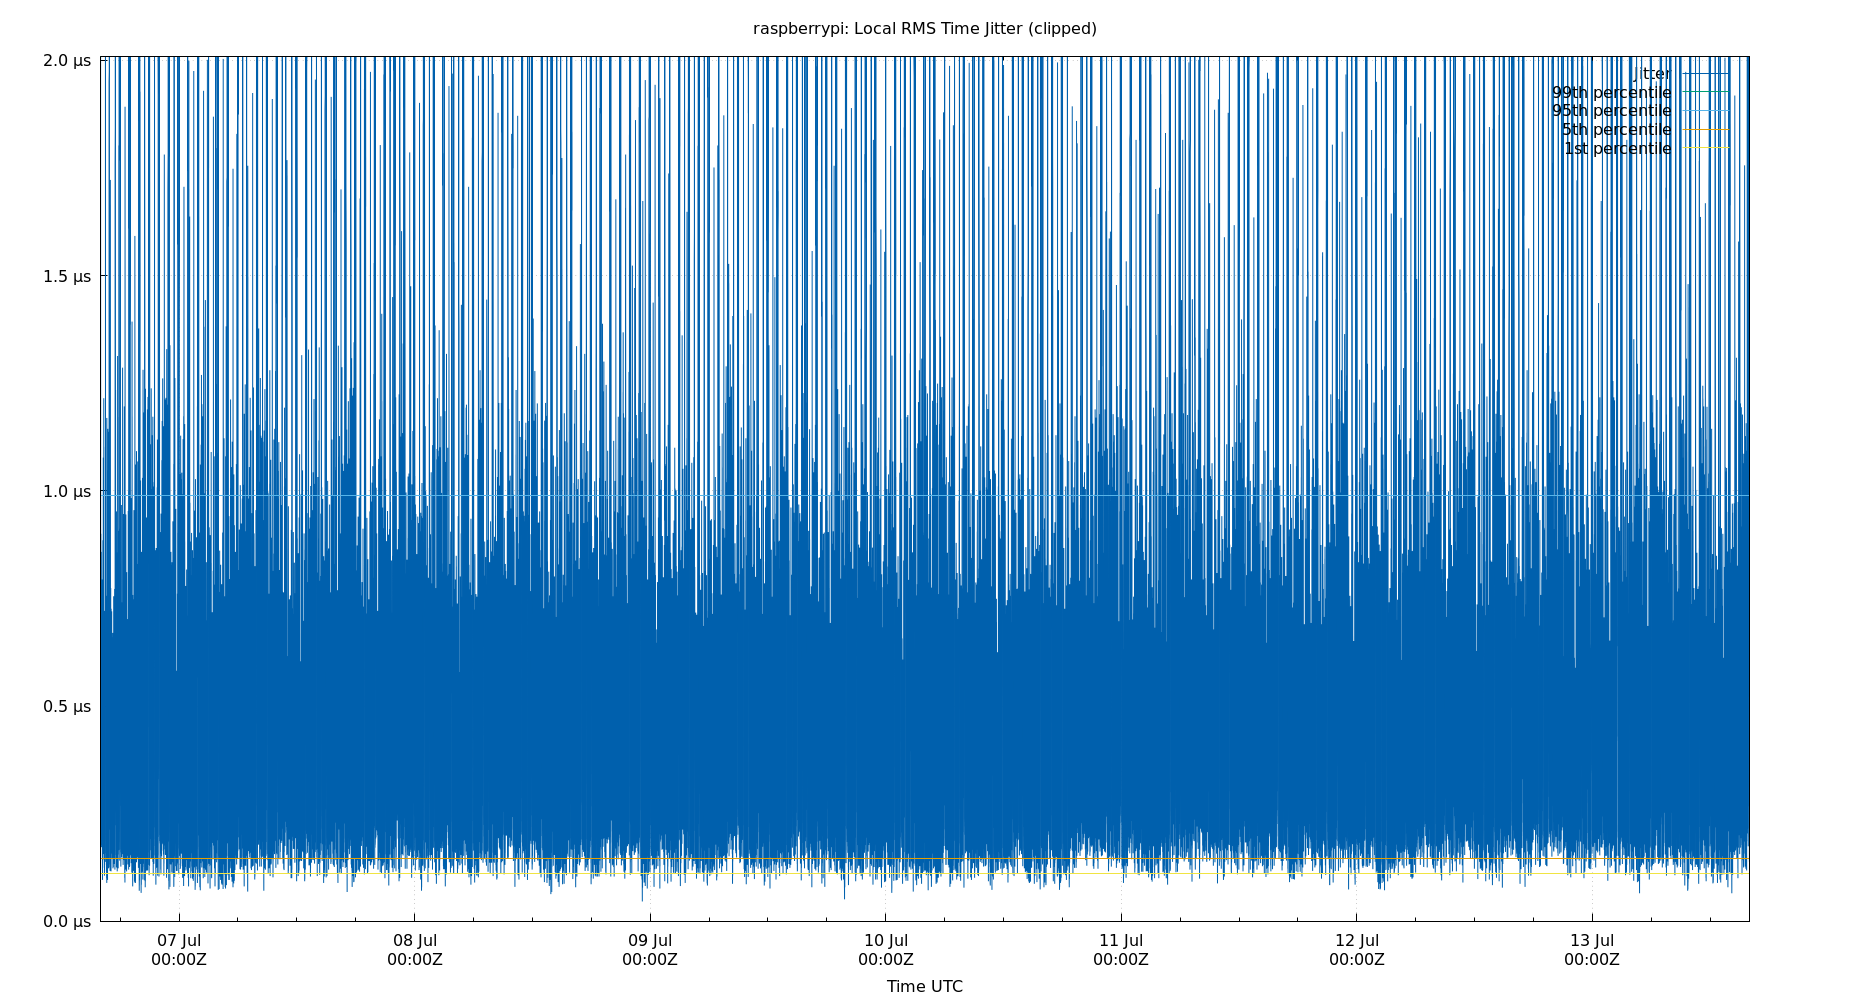 raspberrypi: Local RMS Time Jitter (clipped)
2.0 µs
1.5 µs
1.0 µs
0.5 µs
0.0 µs
jitter
99th percentile
95th percentile
5th percentile
1st percentile
07 Jul 08 Jul 09 Jul 10 Jul 11 Jul 12 Jul 13 Jul
00:00Z 00:00Z 00:00Z 00:00Z 00:00Z 00:00Z 00:00Z
Time UTC